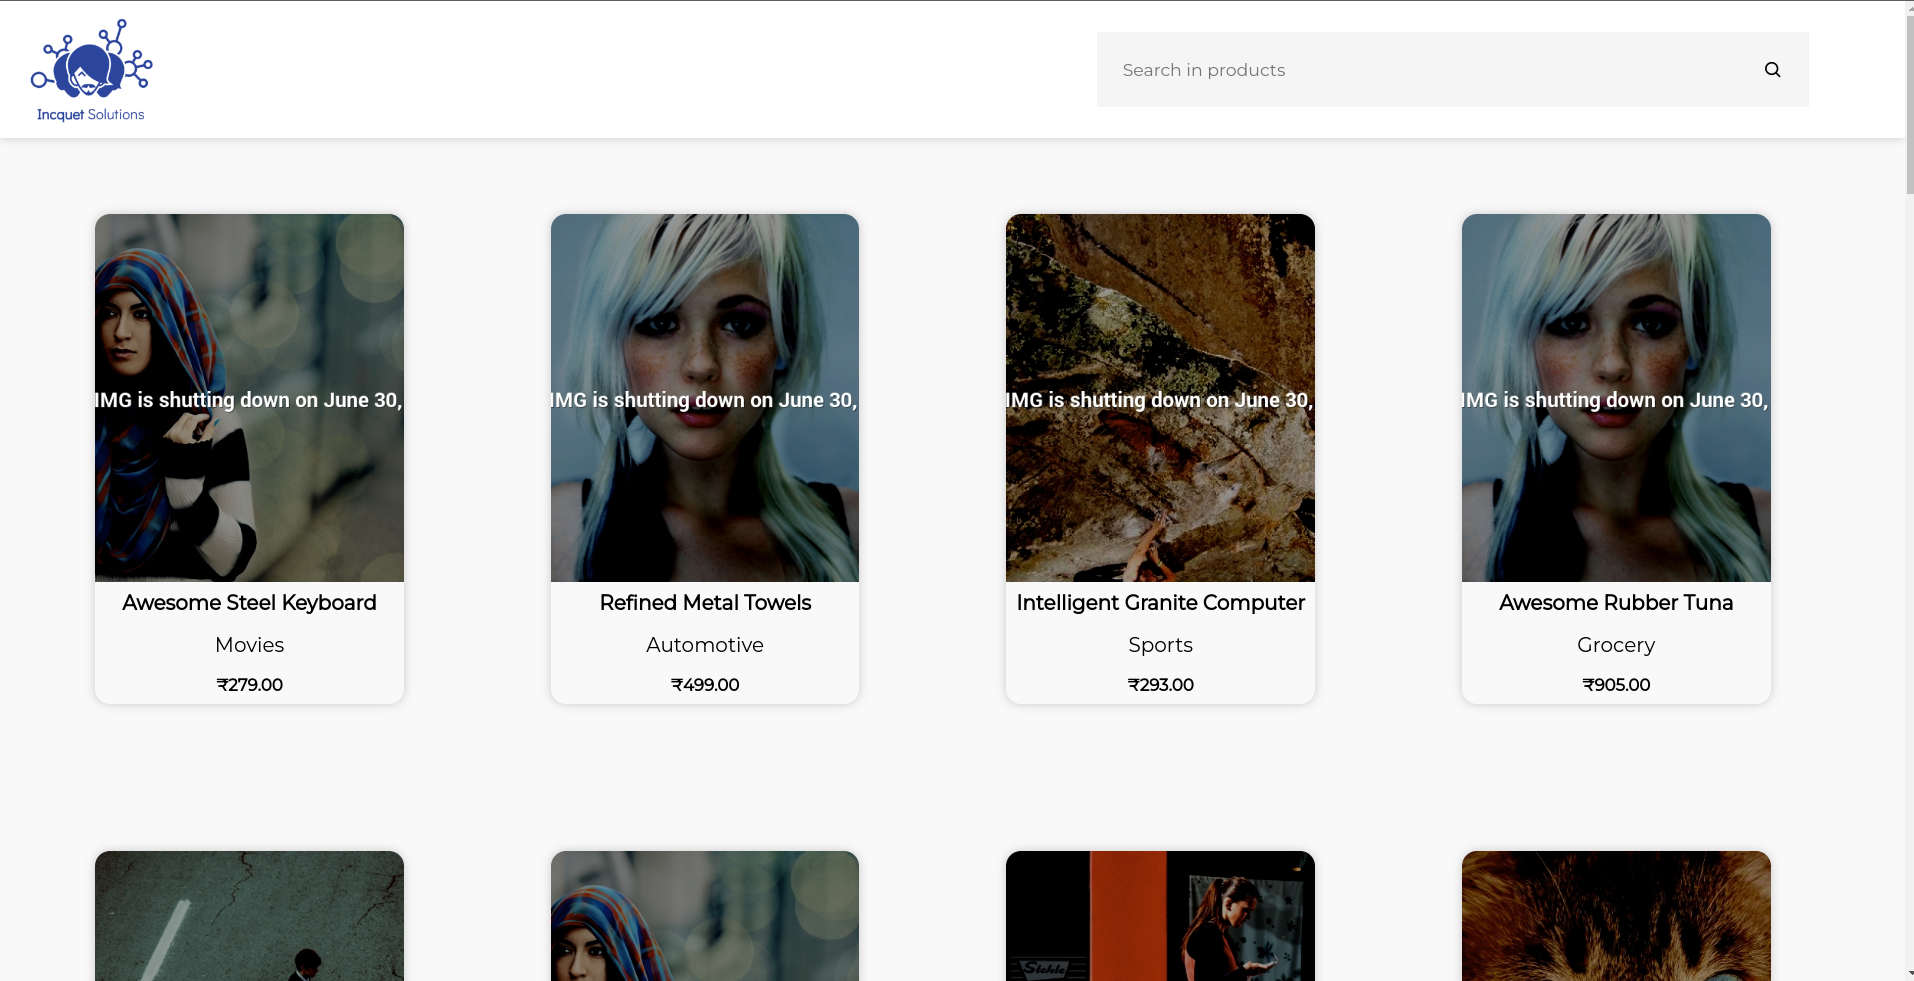 Incquet Solutions
Search in products
IMG is shutting down on June 30,
IMG is shutting down on June 30,
IMG is shutting down on June 30,
IMG is shutting down on June 30,
Awesome Steel Keyboard
Movies
₹279.00
Refined Metal Towels
Automotive
₹499.00
Intelligent Granite Computer
Sports
₹293.00
Awesome Rubber Tuna
Grocery
₹905.00
Stehle